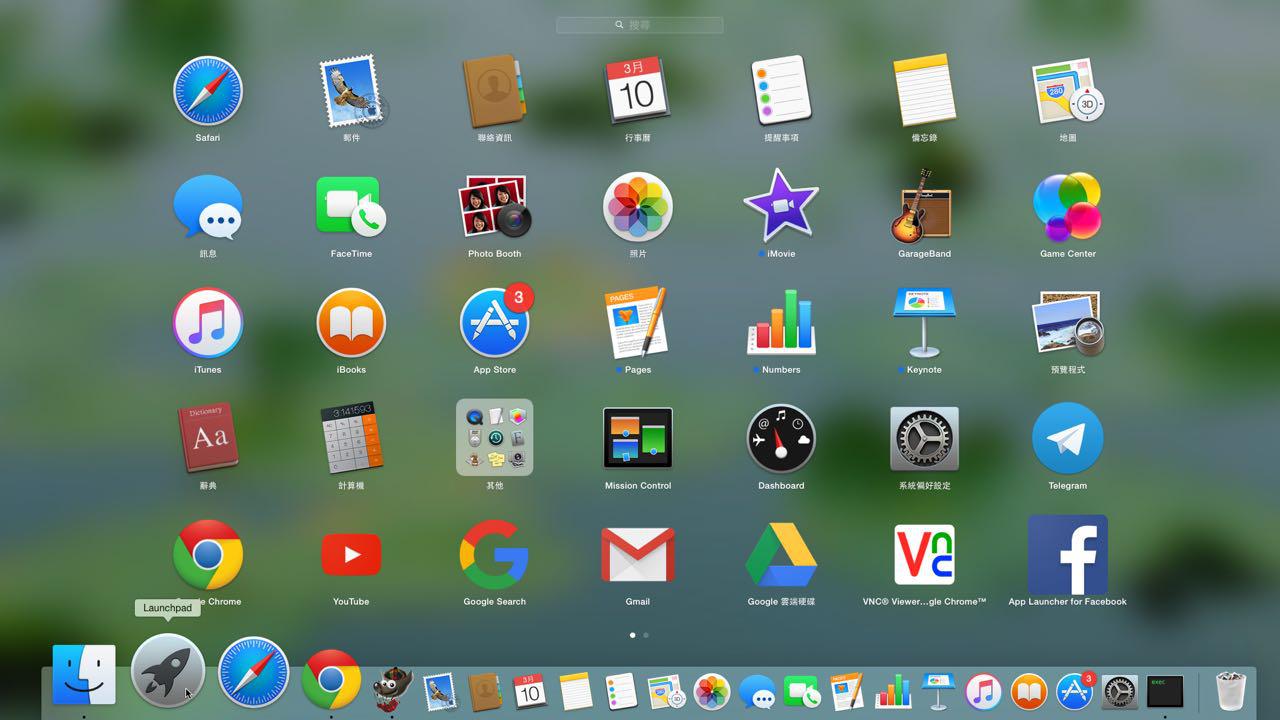 搜尋
3月
10
280
3D
Safari
郵件
聯絡資訊
行事曆
提醒事項
備忘錄
地圖
訊息
FaceTime
Photo Booth
照片
iMovie
GarageBand
Game Center
3
PAGES
KEYNOTE
iTunes
iBooks
App Store
Pages
Numbers
Keynote
預覽程式
Dictionary
Aa
3.141593
辭典
計算機
其他
Mission Control
Dashboard
系統偏好設定
Telegram
Vnc
Chrome
YouTube
Google Search
Gmail
Google 雲端硬碟
VNC® Viewer...gle Chrome™
App Launcher for Facebook
Launchpad
3月
10
3D
3
exec